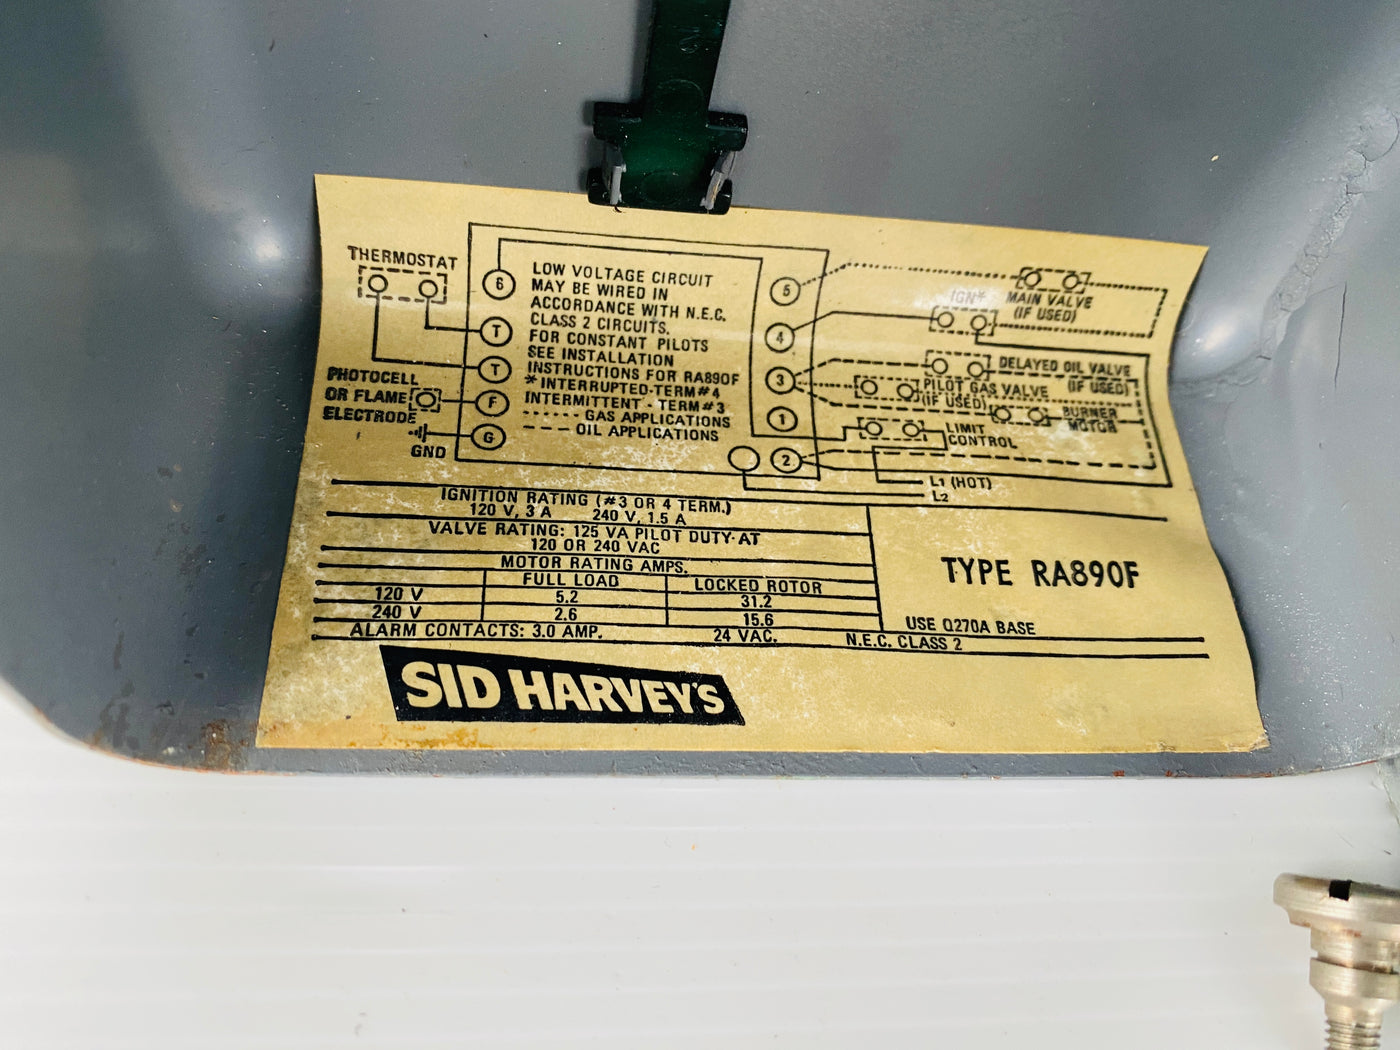 THERMOSTAT
6
T
T
F
G
PHOTOCELL
OR FLAME
ELECTRODE
GND
LOW VOLTAGE CIRCUIT
MAY BE WIRED IN
ACCORDANCE WITH N.E.C.
CLASS 2 CIRCUITS.
FOR CONSTANT PILOTS
SEE INSTALLATION
INSTRUCTIONS FOR RA890F
* INTERRUPTED-TERM #4
INTERMITTENT - TERM #3
------ GAS APPLICATIONS
---- OIL APPLICATIONS
5
4
3
1
2
MAIN VALVE
(IF USED)
IGN*
DELAYED OIL VALVE
(IF USED)
PILOT GAS VALVE
(IF USED)
BURNER
MOTOR
LIMIT
CONTROL
L1 (HOT)
L2
IGNITION RATING (#3 OR 4 TERM.)
120 V, 3 A 240 V, 1.5 A
VALVE RATING: 125 VA PILOT DUTY AT
120 OR 240 VAC
MOTOR RATING AMPS.
FULL LOAD LOCKED ROTOR
120 V 5.2 31.2
240 V 2.6 15.6
ALARM CONTACTS: 3.0 AMP. 24 VAC. N.E.C. CLASS 2
TYPE RA890F
USE Q270A BASE
SID HARVEY'S